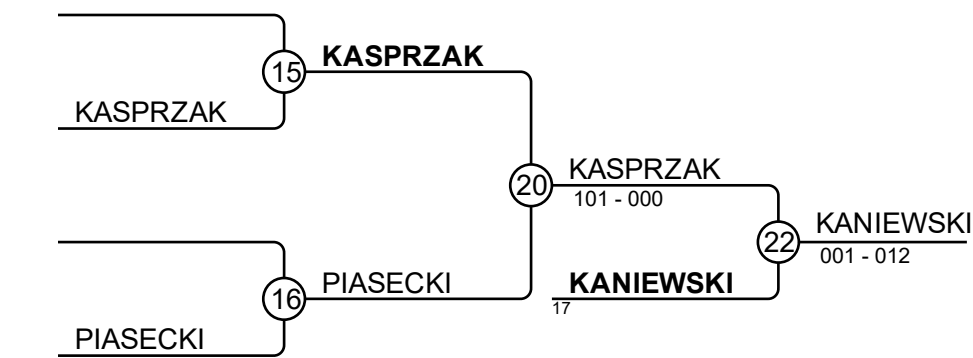 KASPRZAK
15
KASPRZAK
KASPRZAK
20
101 - 000
KANIEWSKI
22
001 - 012
PIASECKI
16
KANIEWSKI
17
PIASECKI